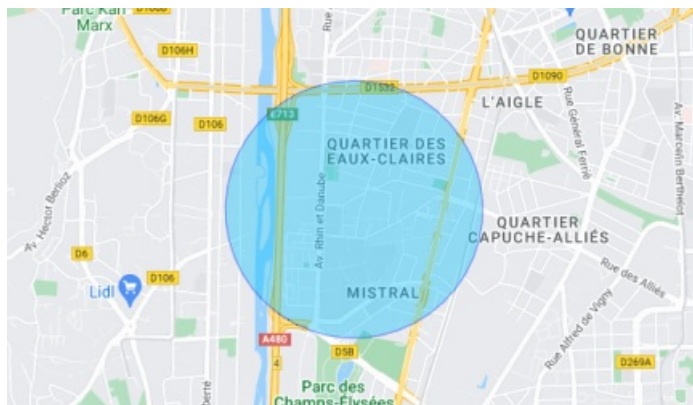 Parc Karl
Marx
D106H
QUARTIER
DE BONNE
D1532
D1090
L'AIGLE
D106G
D106
E713
QUARTIER DES
EAUX-CLAIRES
Rue Général Ferrié
Av. Marcelin Berthelot
Av. Hector Berlioz
Av. Rhin et Danube
QUARTIER
CAPUCHE-ALLIÉS
D6
D106
Lidl
MISTRAL
Rue des Alliés
Rue Alfred de Vigny
A480
D5B
4
D269A
Parc des
Champs-Élysées